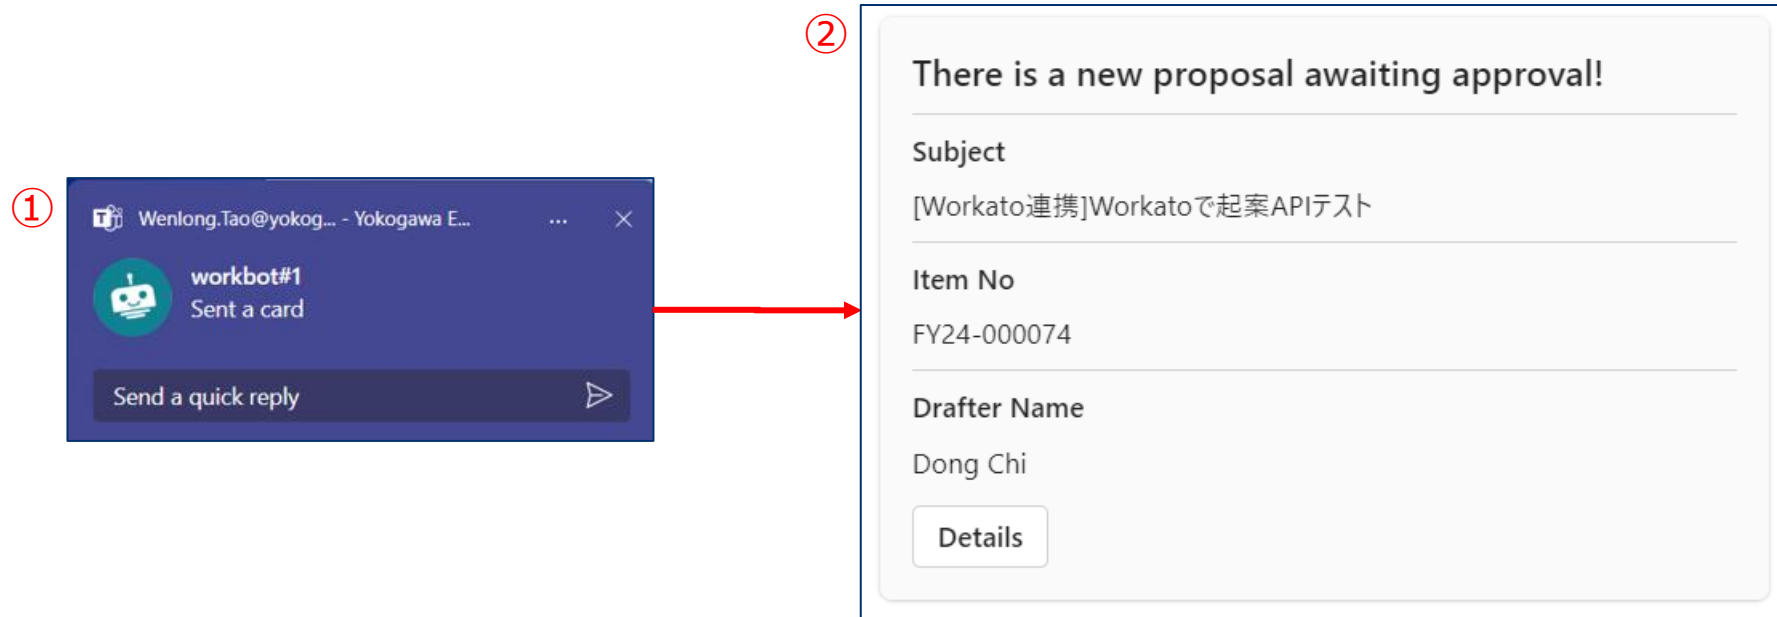 ①
Wenlong.Tao@yokog... - Yokogawa E...
workbot#1
Sent a card
Send a quick reply
②
There is a new proposal awaiting approval!
Subject
[Workato連携]Workatoで起案APIテスト
Item No
FY24-000074
Drafter Name
Dong Chi
Details